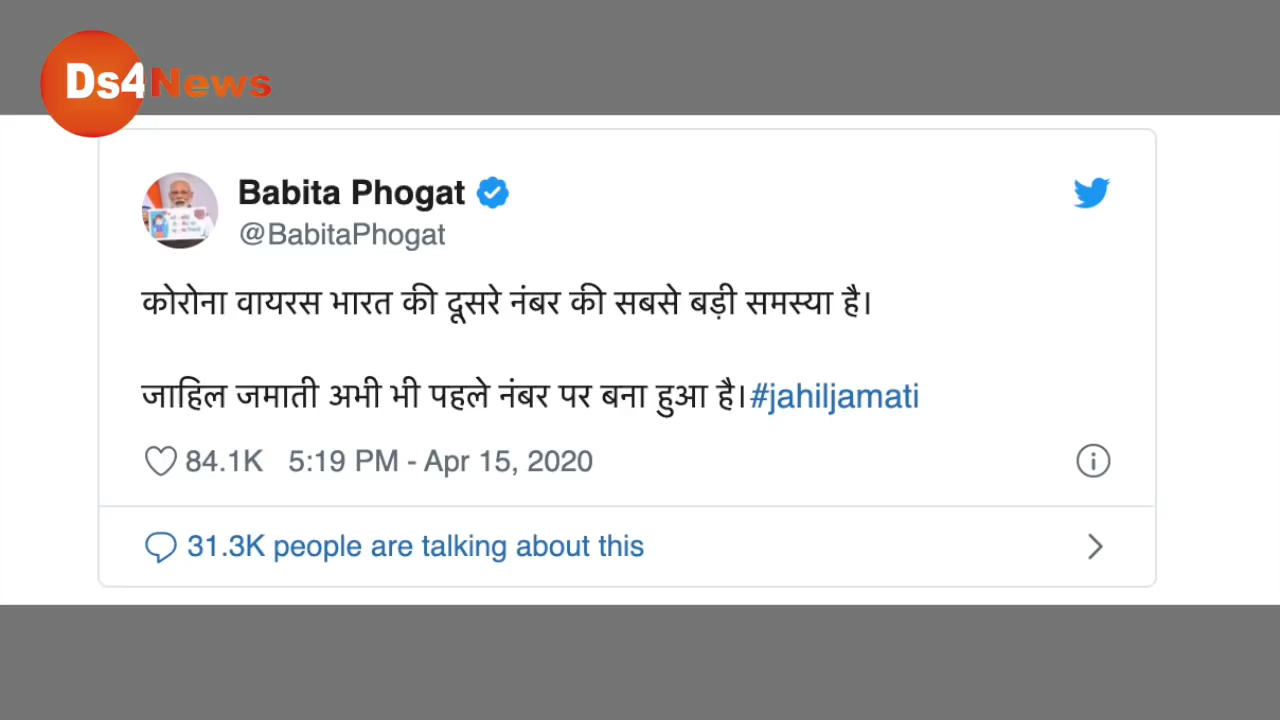 Ds4News
Babita Phogat
@BabitaPhogat
कोरोना वायरस भारत की दूसरे नंबर की सबसे बड़ी समस्या है।
जाहिल जमाती अभी भी पहले नंबर पर बना हुआ है।#jahiljamati
84.1K 5:19 PM - Apr 15, 2020
31.3K people are talking about this